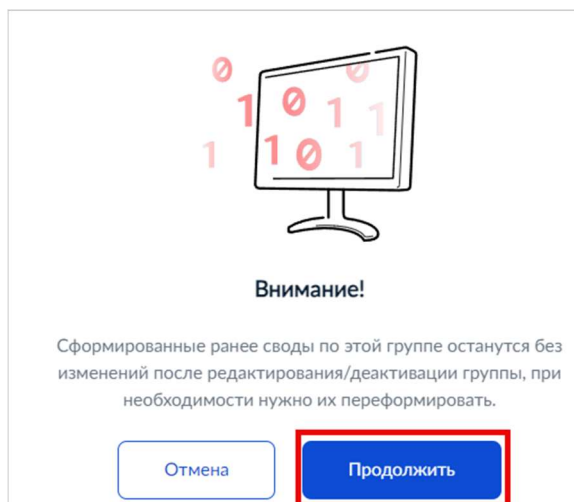 Внимание!
Сформированные ранее своды по этой группе останутся без
изменений после редактирования/деактивации группы, при
необходимости нужно их переформировать.
Отмена
Продолжить